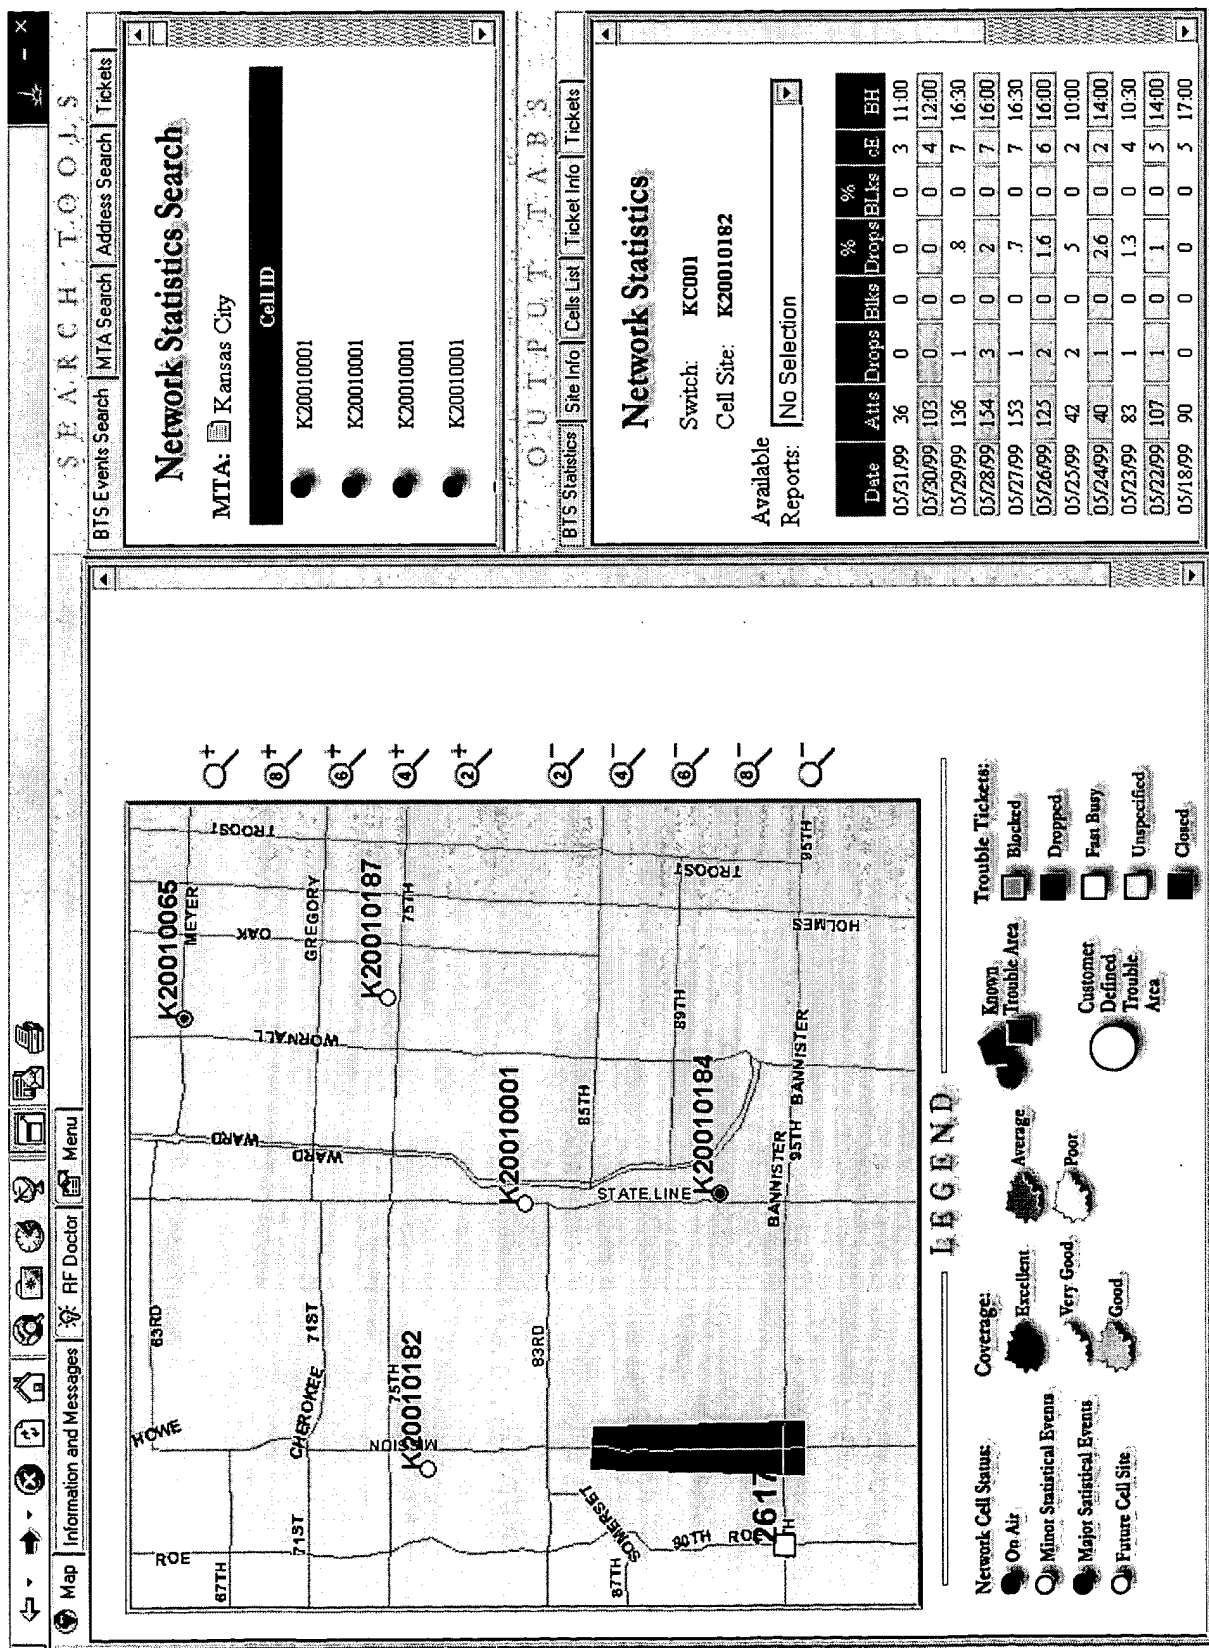 Map Information and Messages RF Doctor Menu
HOWE
63RD
WARD
WARD
MEYER
K20010065
OAK
TROOST
WORNALL
ROE
67TH
71ST
CHEROKEE
71ST
GREGORY
K20010187
75TH
75TH
MISSION
K20010182
K20010001
83RD
85TH
STATE LINE
K20010184
89TH
TROOST
SOMERSET
87TH
80TH
ROE
2617
BANNISTER
95TH BANNISTER
HOLMES
95TH
8
6
4
2
2
4
6
8
LEGEND
Network Cell Status:
On Air
Minor Statistical Events
Major Satistical Events
Future Cell Site
Coverage:
Excellent
Very Good
Good
Average
Poor
Known
Trouble Area
Customer
Defined
Trouble
Area
Trouble Tickets:
Blocked
Dropped
Fast Busy
Unspecified
Closed
SEARCH TOOLS
BTS Events Search MTA Search Address Search Tickets
Network Statistics Search
MTA: Kansas City
Cell ID
K20010001
K20010001
K20010001
K20010001
OUTPUT TABS
BTS Statistics Site Info Cells List Ticket Info Tickets
Network Statistics
Switch: KC001
Cell Site: K20010182
Available
Reports: No Selection
Date Atts Drops Blks % Drops % BLks cE BH
05/31/99 36 0 0 0 0 3 11:00
05/30/99 103 0 0 0 0 4 12:00
05/29/99 136 1 0 .8 0 7 16:30
05/28/99 154 3 0 2 0 7 16:00
05/27/99 153 1 0 .7 0 7 16:30
05/26/99 125 2 0 1.6 0 6 16:00
05/25/99 42 2 0 5 0 2 10:00
05/24/99 40 1 0 2.6 0 2 14:00
05/23/99 83 1 0 1.3 0 4 10:30
05/22/99 107 1 0 1 0 5 14:00
05/18/99 90 0 0 0 0 5 17:00